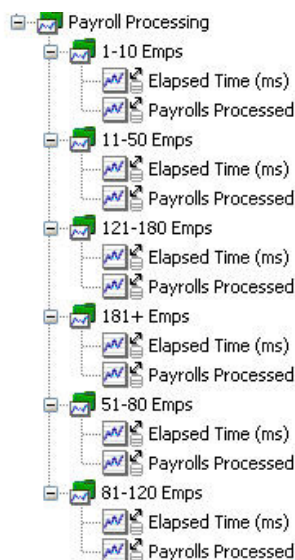 Payroll Processing
1-10 Emps
Elapsed Time (ms)
Payrolls Processed
11-50 Emps
Elapsed Time (ms)
Payrolls Processed
121-180 Emps
Elapsed Time (ms)
Payrolls Processed
181+ Emps
Elapsed Time (ms)
Payrolls Processed
51-80 Emps
Elapsed Time (ms)
Payrolls Processed
81-120 Emps
Elapsed Time (ms)
Payrolls Processed